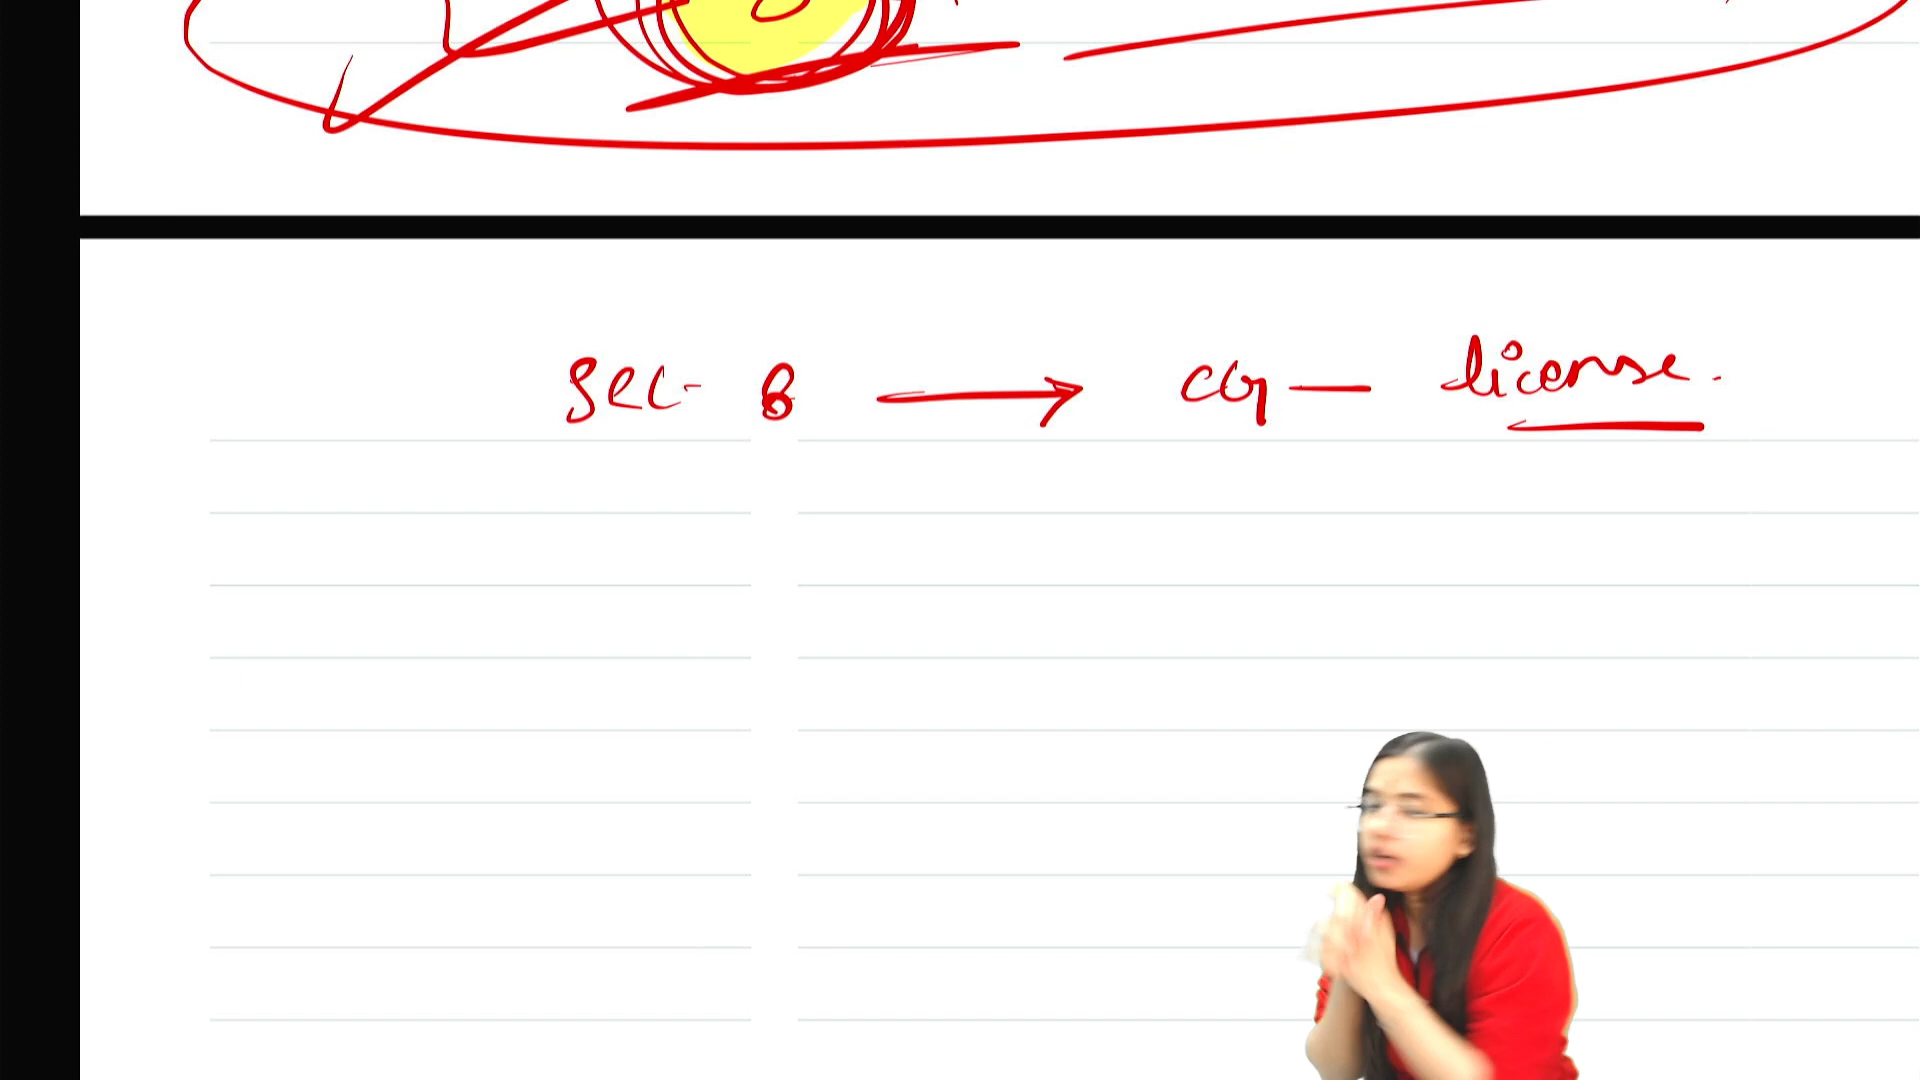 Sec- 8 → CG — license.